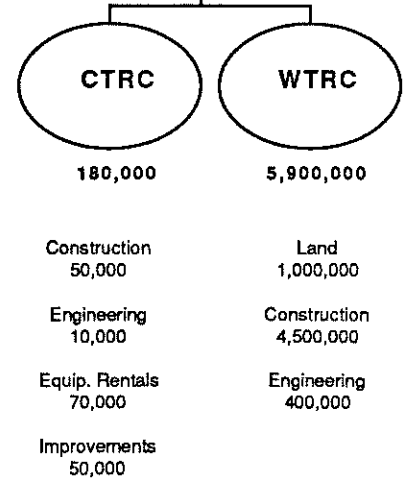 CTRC
180,000
Construction
50,000
Engineering
10,000
Equip. Rentals
70,000
Improvements
50,000
WTRC
5,900,000
Land
1,000,000
Construction
4,500,000
Engineering
400,000